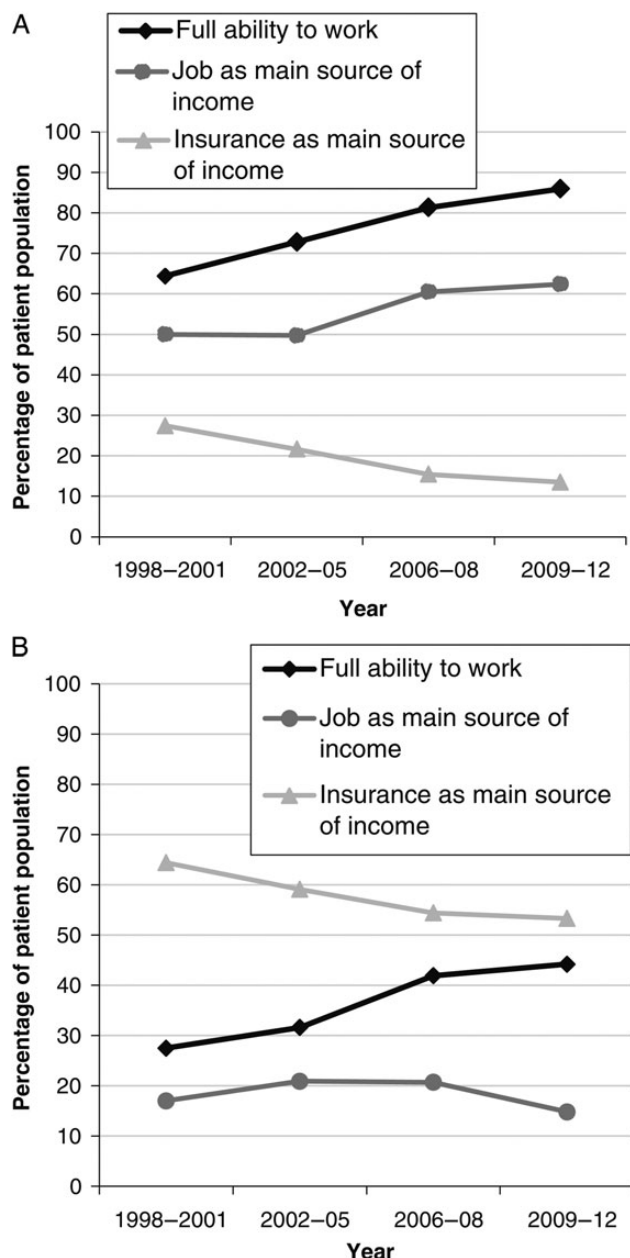 A
Full ability to work
Job as main source of
income
Insurance as main source
of income
100
90
80
70
60
50
40
30
20
10
0
Percentage of patient population
1998–2001 2002–05 2006–08 2009–12
Year
B
Full ability to work
Job as main source of
income
Insurance as main source
of income
100
90
80
70
60
50
40
30
20
10
0
Percentage of patient population
1998–2001 2002–05 2006–08 2009–12
Year